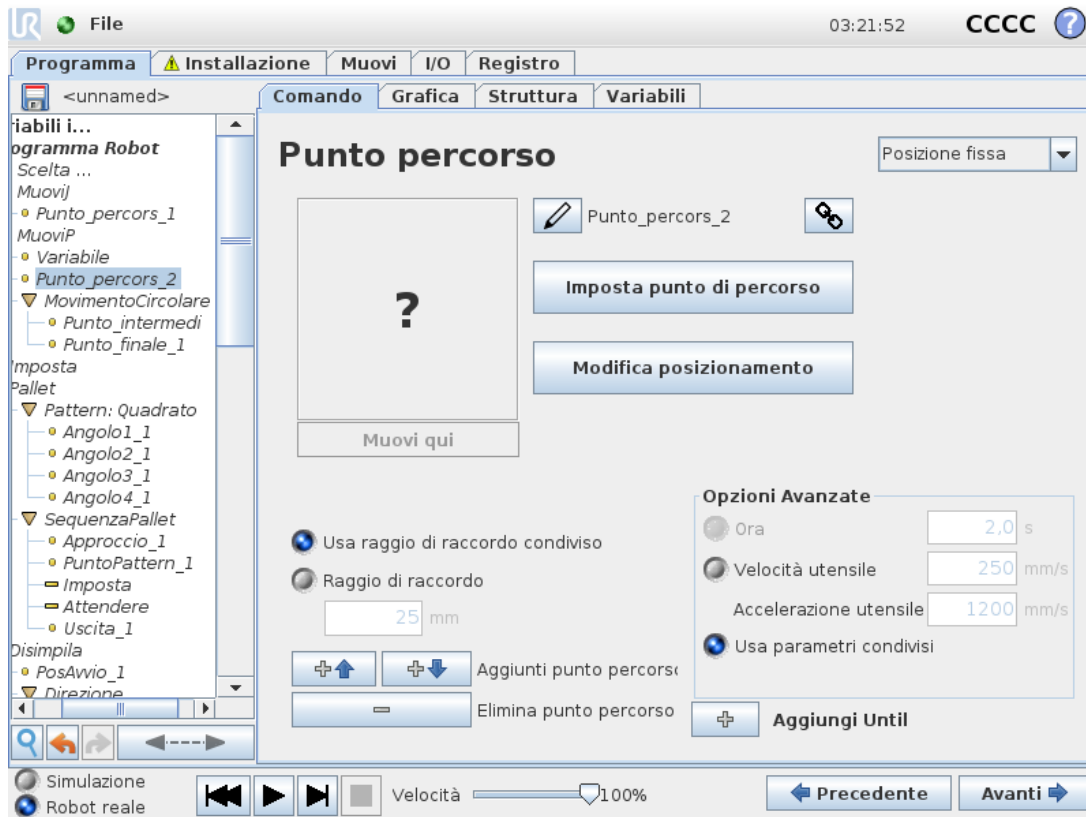 UR File 03:21:52 CCCC ?
Programma Installazione Muovi I/O Registro
<unnamed>
Comando Grafica Struttura Variabili
riabili i...
ogramma Robot
Scelta ...
MuoviJ
Punto_percors_1
MuoviP
Variabile
Punto_percors_2
MovimentoCircolare
Punto_intermedi
Punto_finale_1
Imposta
Pallet
Pattern: Quadrato
Angolo1_1
Angolo2_1
Angolo3_1
Angolo4_1
SequenzaPallet
Approccio_1
PuntoPattern_1
Imposta
Attendere
Uscita_1
Disimpila
PosAvvio_1
Direzione
Punto percorso
Posizione fissa
Punto_percors_2
?
Imposta punto di percorso
Modifica posizionamento
Muovi qui
Usa raggio di raccordo condiviso
Raggio di raccordo
25 mm
Aggiunti punto percorso
Elimina punto percorso
Opzioni Avanzate
Ora 2,0 s
Velocità utensile 250 mm/s
Accelerazione utensile 1200 mm/s
Usa parametri condivisi
Aggiungi Until
Simulazione
Robot reale
Velocità 100%
Precedente
Avanti